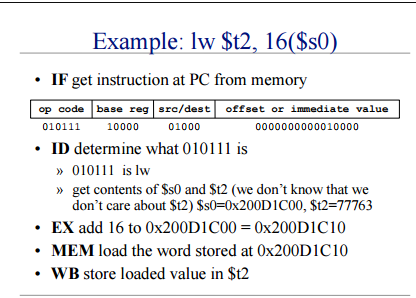 Example: lw $t2, 16($s0)
• IF get instruction at PC from memory
op code base reg src/dest offset or immediate value
010111 10000 01000 0000000000010000
• ID determine what 010111 is
» 010111 is lw
» get contents of $s0 and $t2 (we don't know that we
don't care about $t2) $s0=0x200D1C00, $t2=77763
• EX add 16 to 0x200D1C00 = 0x200D1C10
• MEM load the word stored at 0x200D1C10
• WB store loaded value in $t2